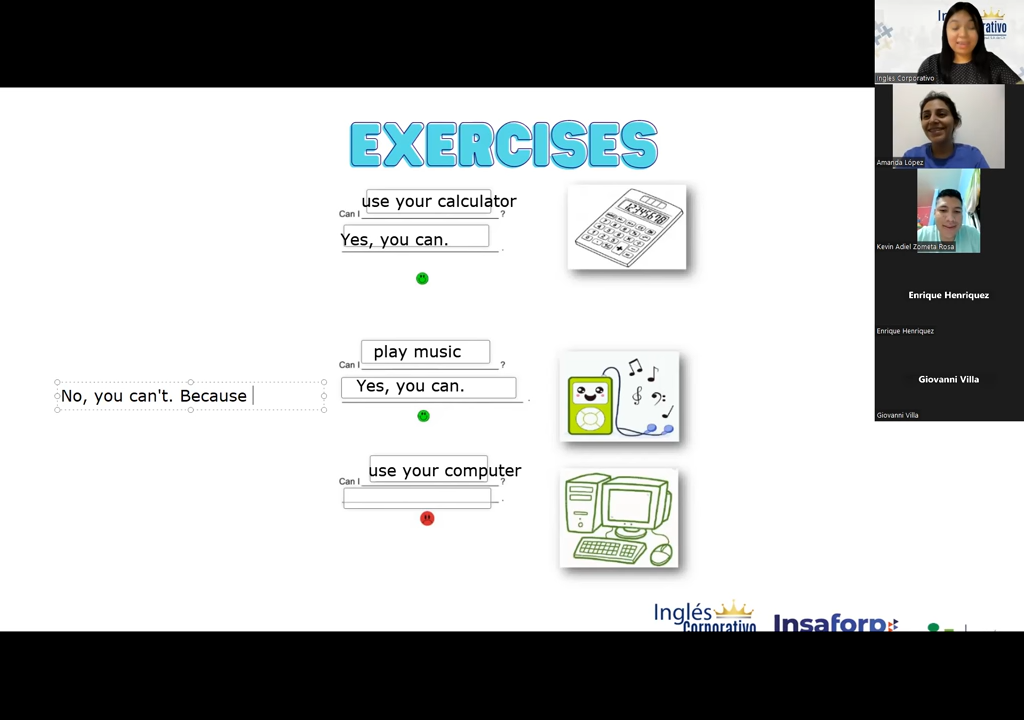 EXERCISES
use your calculator
Can I ?
Yes, you can.
.
play music
Can I ?
Yes, you can.
.
No, you can't. Because
use your computer
Can I ?
.
Inglés
Corporativo
Insaforp
Inglés Corporativo
Amanda López
Kevin Adiel Zometa Rosa
Enrique Henriquez
Enrique Henriquez
Giovanni Villa
Giovanni Villa